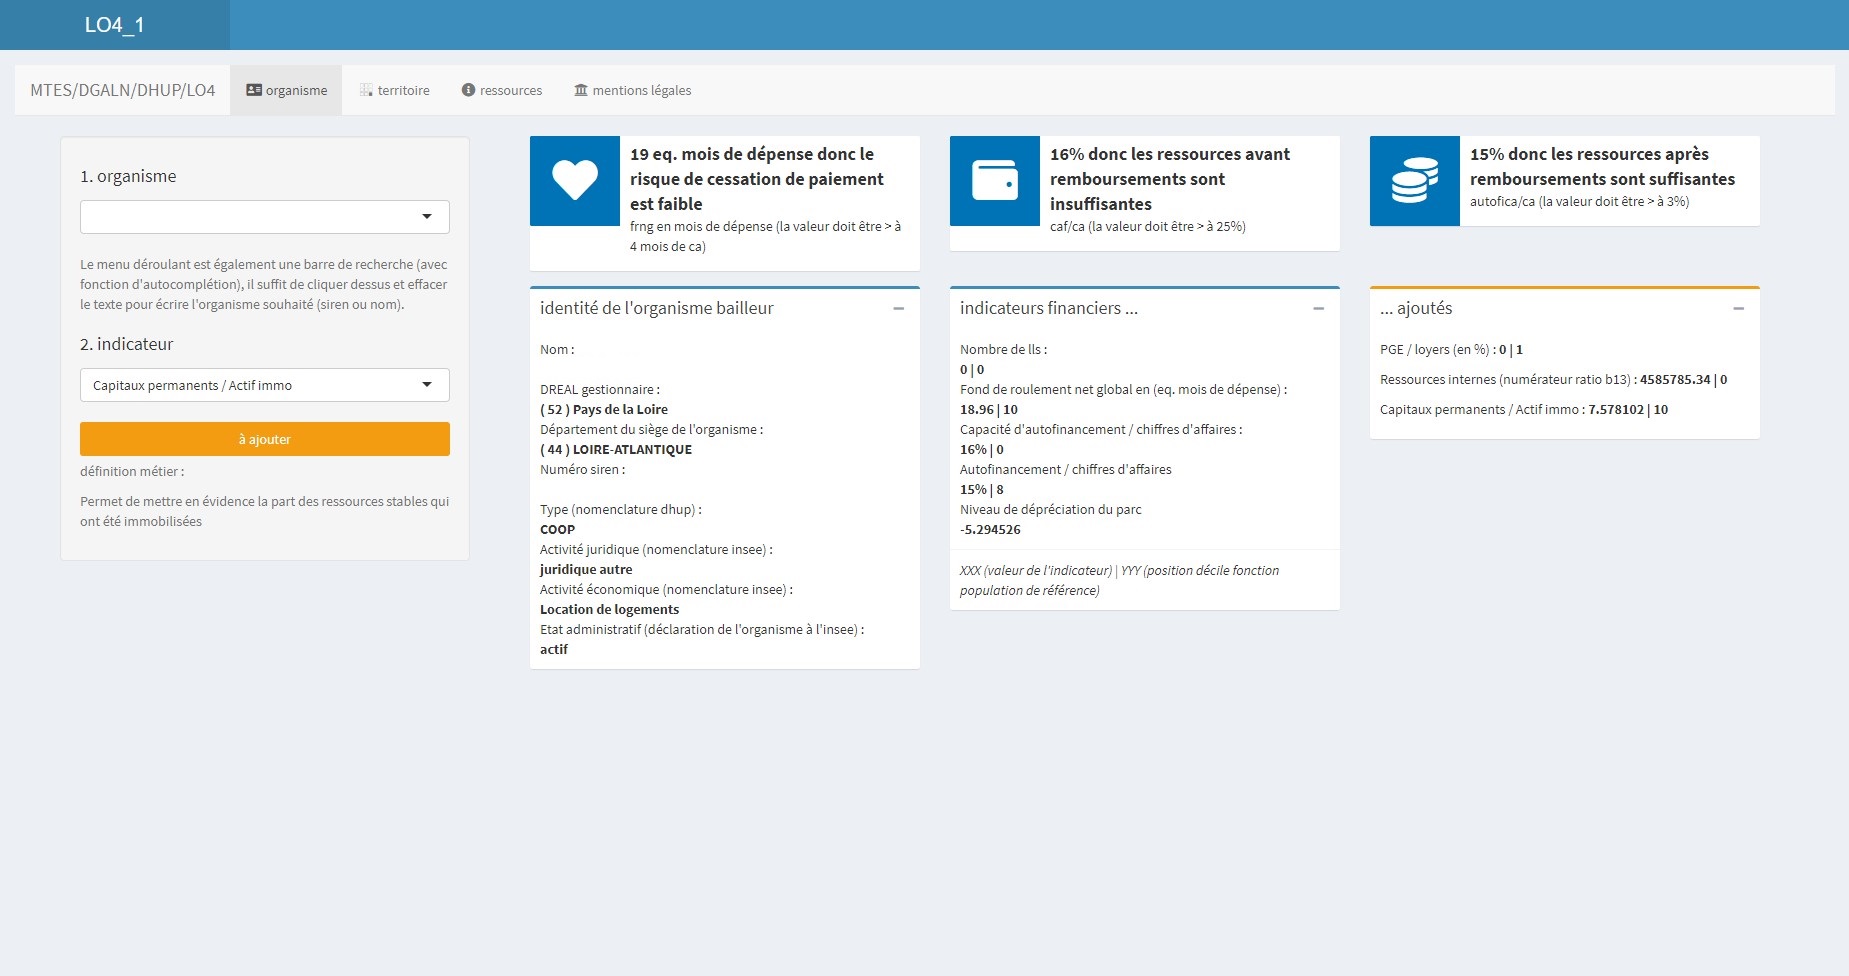 LO4_1
MTES/DGALN/DHUP/LO4
organisme
territoire
ressources
mentions légales
1. organisme
Le menu déroulant est également une barre de recherche (avec
fonction d'autocomplétion), il suffit de cliquer dessus et effacer
le texte pour écrire l'organisme souhaité (siren ou nom).
2. indicateur
Capitaux permanents / Actif immo
à ajouter
définition métier :
Permet de mettre en évidence la part des ressources stables qui
ont été immobilisées
19 eq. mois de dépense donc le
risque de cessation de paiement
est faible
frng en mois de dépense (la valeur doit être > à
4 mois de ca)
16% donc les ressources avant
remboursements sont
insuffisantes
caf/ca (la valeur doit être > à 25%)
15% donc les ressources après
remboursements sont suffisantes
autofica/ca (la valeur doit être > à 3%)
identité de l'organisme bailleur
Nom :
DREAL gestionnaire :
( 52 ) Pays de la Loire
Département du siège de l'organisme :
( 44 ) LOIRE-ATLANTIQUE
Numéro siren :
Type (nomenclature dhup) :
COOP
Activité juridique (nomenclature insee) :
juridique autre
Activité économique (nomenclature insee) :
Location de logements
Etat administratif (déclaration de l'organisme à l'insee) :
actif
indicateurs financiers ...
Nombre de lls :
0 | 0
Fond de roulement net global en (eq. mois de dépense) :
18.96 | 10
Capacité d'autofinancement / chiffres d'affaires :
16% | 0
Autofinancement / chiffres d'affaires
15% | 8
Niveau de dépréciation du parc
-5.294526
XXX (valeur de l'indicateur) | YYY (position décile fonction
population de référence)
... ajoutés
PGE / loyers (en %) : 0 | 1
Ressources internes (numérateur ratio b13) : 4585785.34 | 0
Capitaux permanents / Actif immo : 7.578102 | 10